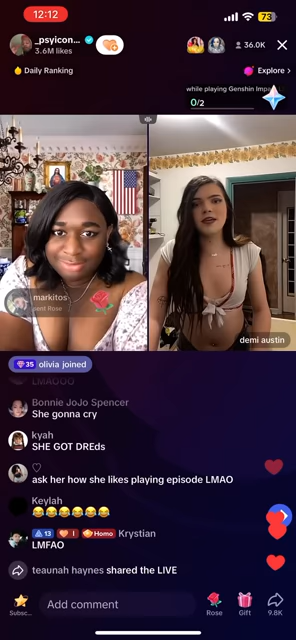 12:12
73
_psyicon...
3.6M likes
36.0K
Daily Ranking
Explore >
while playing Genshin Impa
0/2
markitos
sent Rose
demi austin
35 olivia joined
LMAOOO
Bonnie JoJo Spencer
She gonna cry
kyah
SHE GOT DREds
ask her how she likes playing episode LMAO
Keylah
13 I Homo Krystian
LMFAO
teaunah haynes shared the LIVE
Subsc...
Add comment
Rose
Gift
9.8K